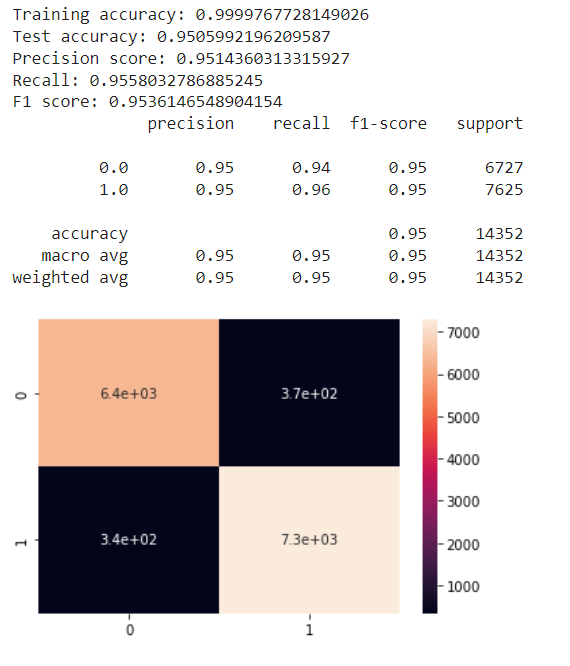 Training accuracy: 0.9999767728149026
Test accuracy: 0.9505992196209587
Precision score: 0.9514360313315927
Recall: 0.9558032786885245
F1 score: 0.9536146548904154
precision recall f1-score support
0.0 0.95 0.94 0.95 6727
1.0 0.95 0.96 0.95 7625
accuracy 0.95 14352
macro avg 0.95 0.95 0.95 14352
weighted avg 0.95 0.95 0.95 14352
7000
0 6.4e+03 3.7e+02 6000
5000
4000
3000
1 3.4e+02 7.3e+03 2000
1000
0 1